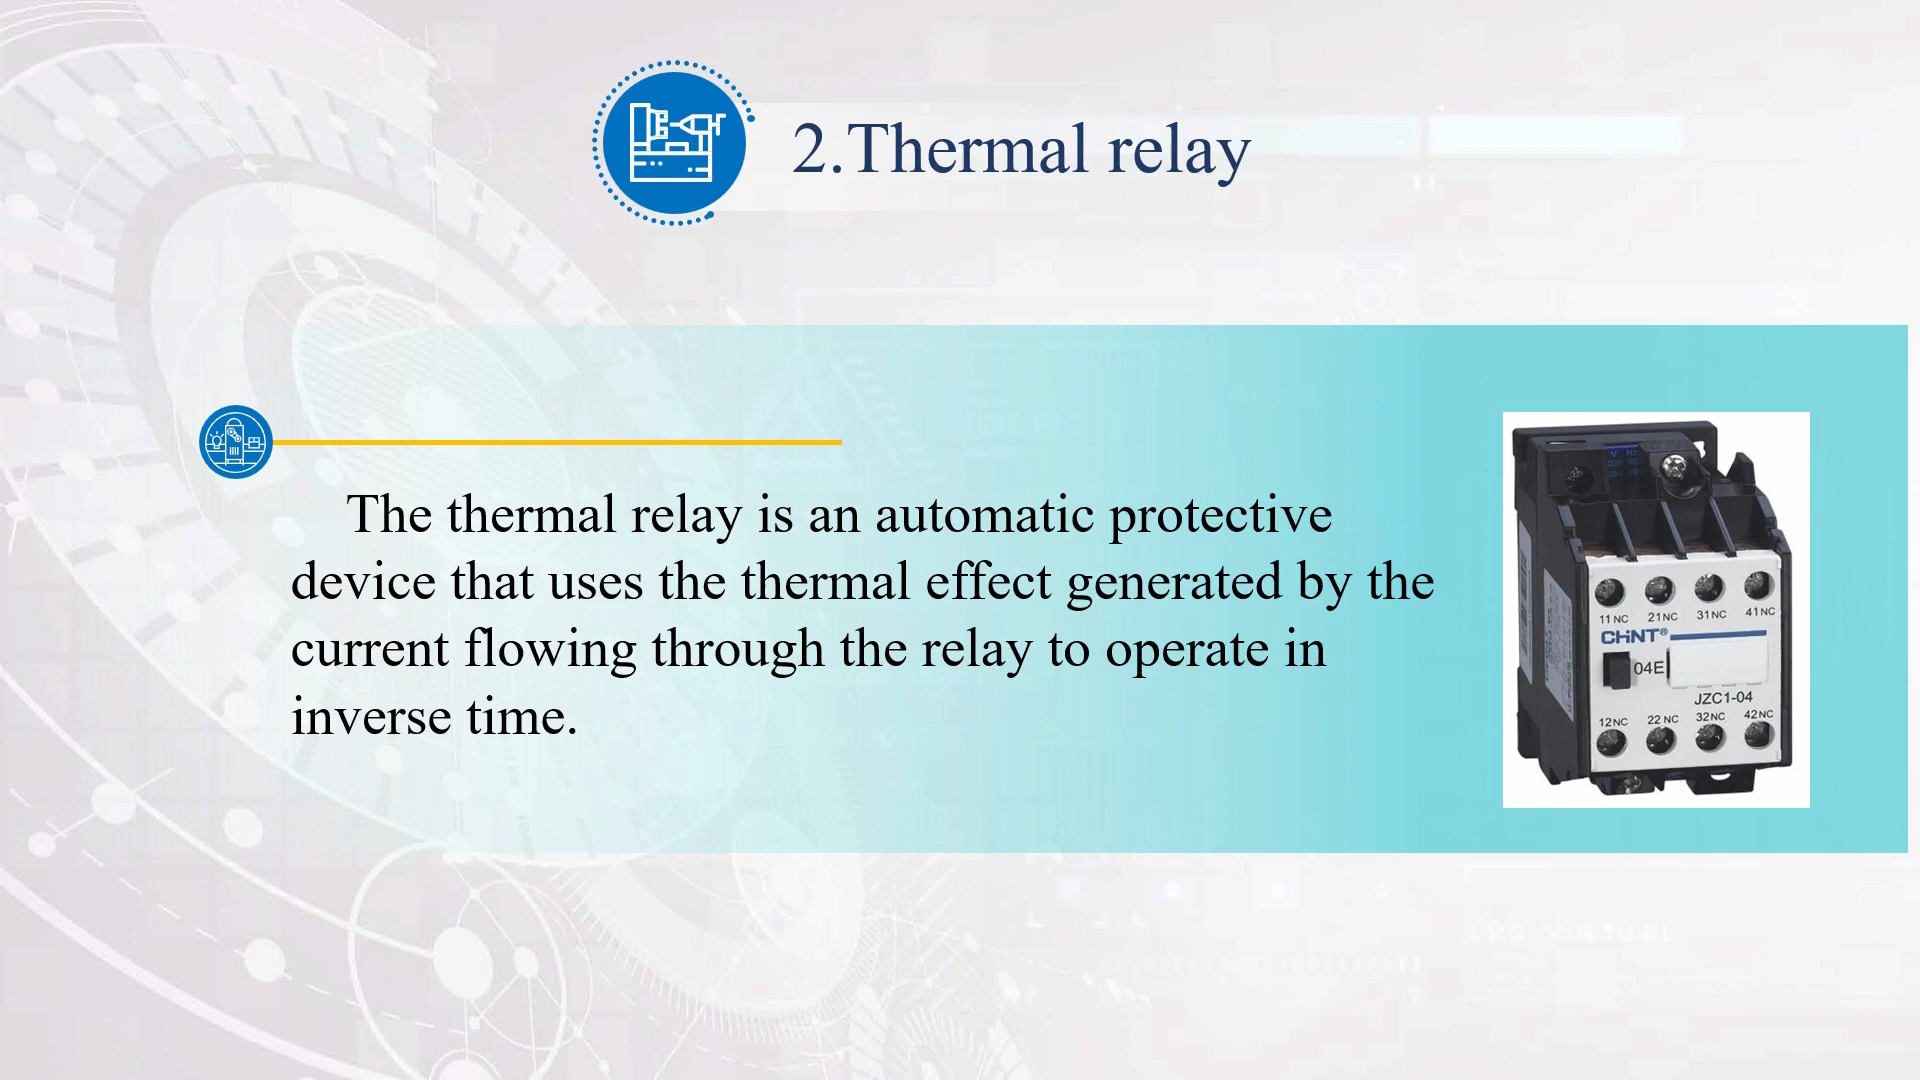 2.Thermal relay
The thermal relay is an automatic protective
device that uses the thermal effect generated by the
current flowing through the relay to operate in
inverse time.
11NC 21NC 31NC 41NC
CHNT®
04E
JZC1-04
12NC 22NC 32NC 42NC